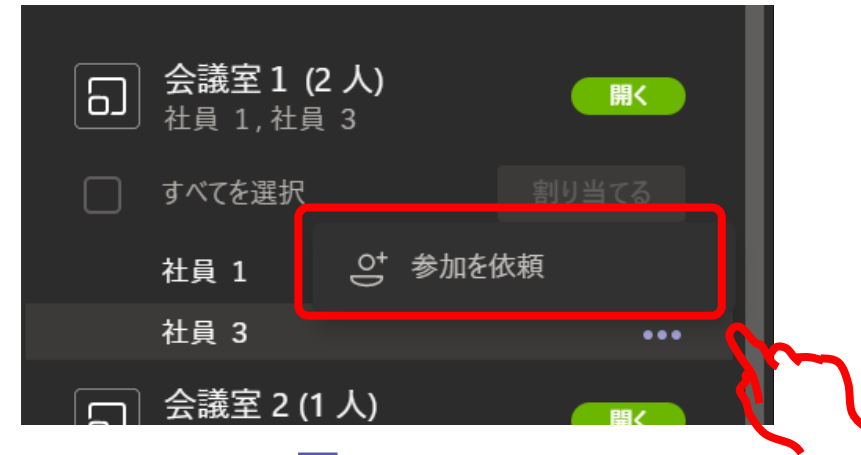 会議室 1 (2 人)
開く
社員 1, 社員 3
すべてを選択
割り当てる
社員 1
参加を依頼
社員 3
会議室 2 (1 人)
開く